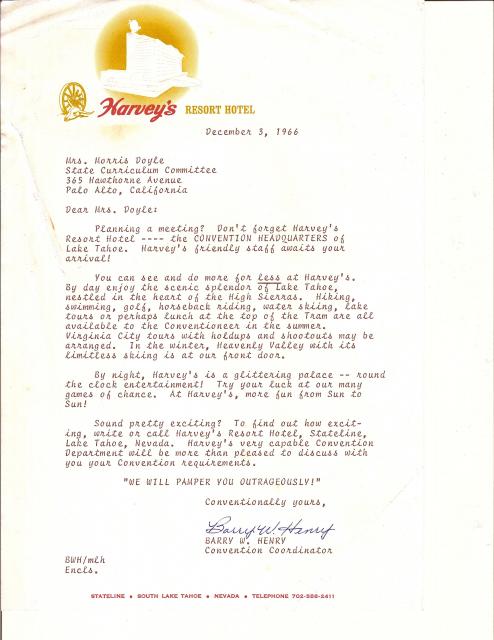 Harvey's RESORT HOTEL
December 3, 1966
Mrs. Morris Doyle
State Curriculum Committee
365 Hawthorne Avenue
Palo Alto, California
Dear Mrs. Doyle:
Planning a meeting? Don't forget Harvey's
Resort Hotel ---- the CONVENTION HEADQUARTERS of
Lake Tahoe. Harvey's friendly staff awaits your
arrival!
You can see and do more for less at Harvey's.
By day enjoy the scenic splendor of Lake Tahoe,
nestled in the heart of the High Sierras. Hiking,
swimming, golf, horseback riding, water skiing, lake
tours or perhaps lunch at the top of the Tram are all
available to the Conventioneer in the summer.
Virginia City tours with holdups and shootouts may be
arranged. In the winter, Heavenly Valley with its
limitless skiing is at our front door.
By night, Harvey's is a glittering palace -- round
the clock entertainment! Try your luck at our many
games of chance. At Harvey's, more fun from Sun to
Sun!
Sound pretty exciting? To find out how excit-
ing, write or call Harvey's Resort Hotel, Stateline,
Lake Tahoe, Nevada. Harvey's very capable Convention
Department will be more than pleased to discuss with
you your Convention requirements.
"WE WILL PAMPER YOU OUTRAGEOUSLY!"
Conventionally yours,
Barry W. Henry
BARRY W. HENRY
Convention Coordinator
BWH/mlh
Encls.
STATELINE • SOUTH LAKE TAHOE • NEVADA • TELEPHONE 702-588-2411